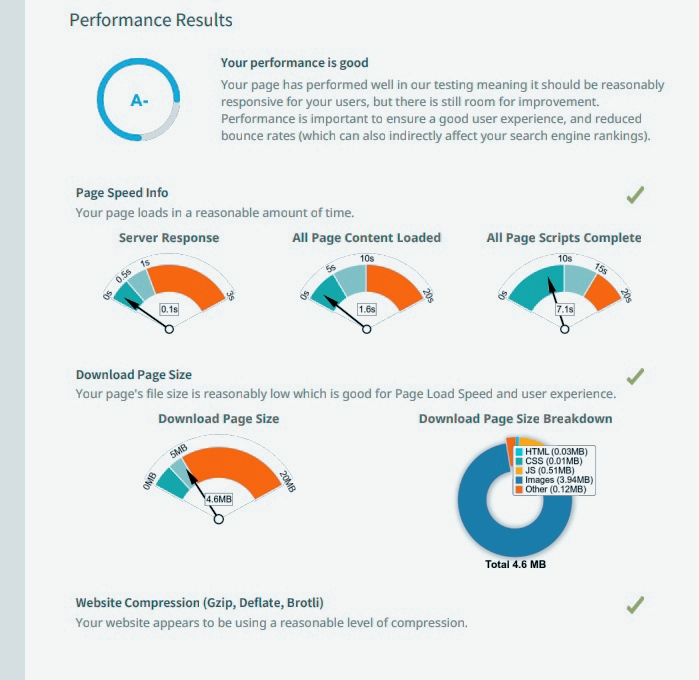 Performance Results
A-
Your performance is good
Your page has performed well in our testing meaning it should be reasonably
responsive for your users, but there is still room for improvement.
Performance is important to ensure a good user experience, and reduced
bounce rates (which can also indirectly affect your search engine rankings).
Page Speed Info
Your page loads in a reasonable amount of time.
Server Response
0s
0.5s
1s
3s
0.1s
All Page Content Loaded
0s
5s
10s
20s
1.6s
All Page Scripts Complete
0s
10s
15s
20s
7.1s
Download Page Size
Your page's file size is reasonably low which is good for Page Load Speed and user experience.
Download Page Size
0MB
5MB
20MB
4.6MB
Download Page Size Breakdown
HTML (0.03MB)
CSS (0.01MB)
JS (0.51MB)
Images (3.94MB)
Other (0.12MB)
Total 4.6 MB
Website Compression (Gzip, Deflate, Brotli)
Your website appears to be using a reasonable level of compression.